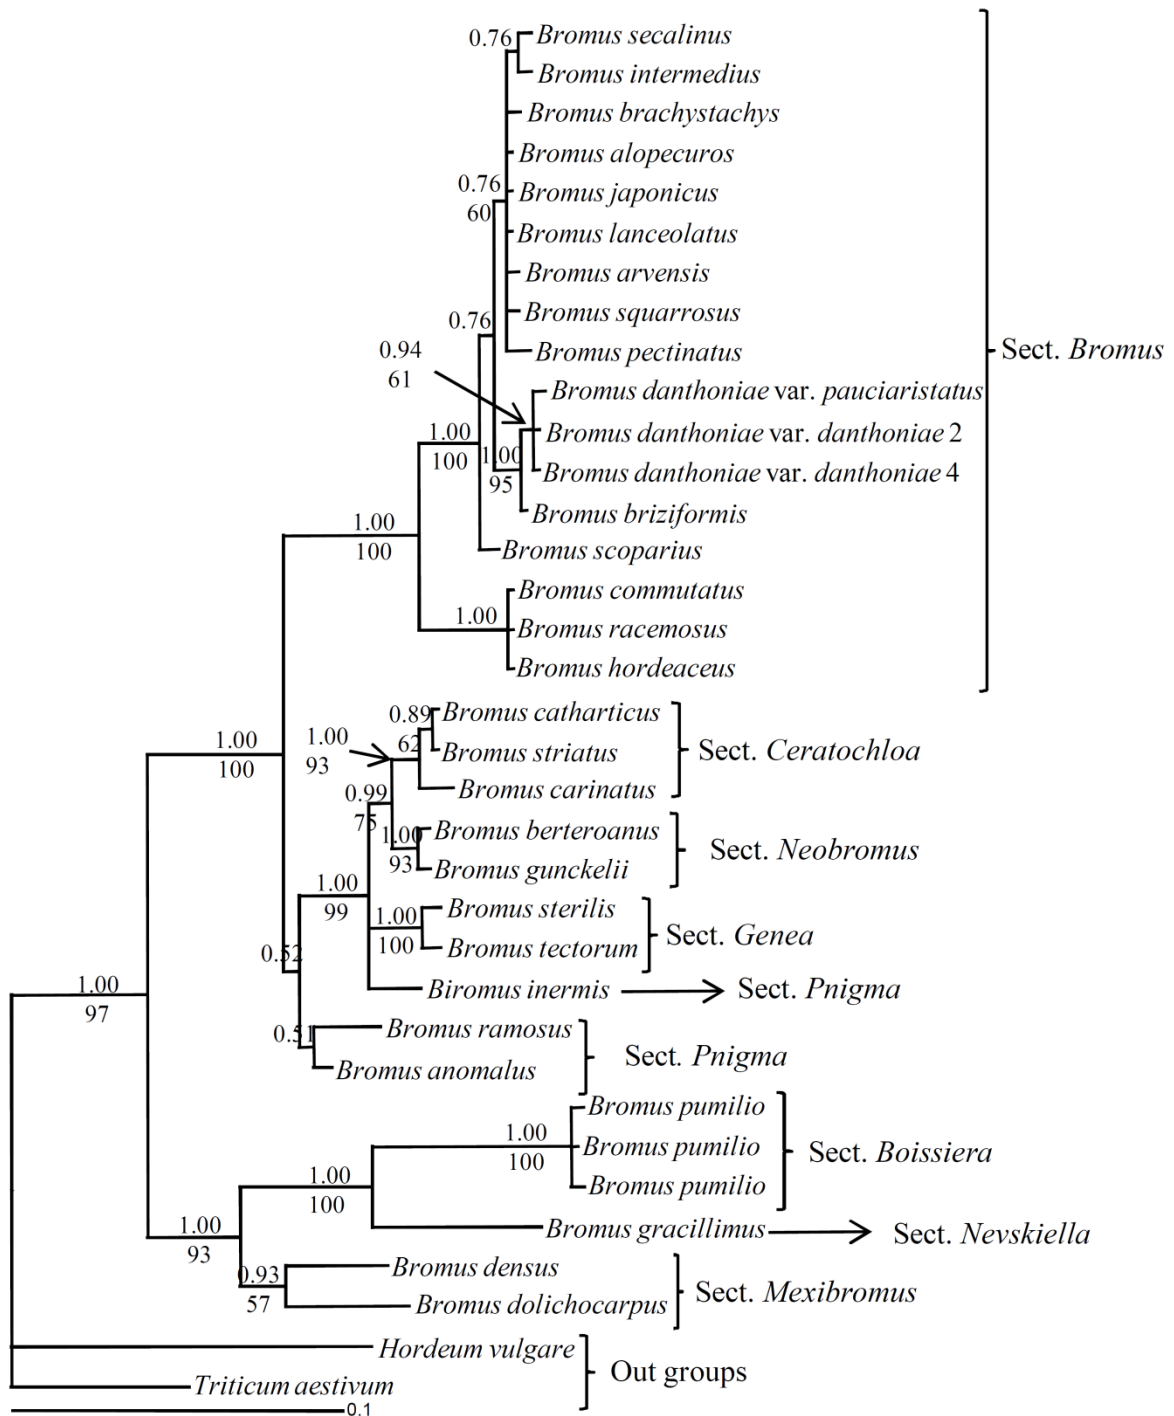 0.76
Bromus secalinus
Bromus intermedius
Bromus brachystachys
Bromus alopecuros
0.76
60
Bromus japonicus
Bromus lanceolatus
Bromus arvensis
Bromus squarrosus
0.76
Bromus pectinatus
Sect. Bromus
0.94
61
Bromus danthoniae var. pauciaristatus
Bromus danthoniae var. danthoniae 2
1.00
100
1.00
95
Bromus danthoniae var. danthoniae 4
Bromus briziformis
1.00
100
Bromus scoparius
Bromus commutatus
1.00
Bromus racemosus
Bromus hordeaceus
0.89
62
Bromus catharticus
1.00
93
Bromus striatus
Sect. Ceratochloa
1.00
100
Bromus carinatus
0.99
75
Bromus berteroanus
1.00
93
Sect. Neobromus
Bromus gunckelii
1.00
99
Bromus sterilis
1.00
100
Sect. Genea
Bromus tectorum
0.52
Biromus inermis
Sect. Pnigma
1.00
97
Bromus ramosus
0.51
Sect. Pnigma
Bromus anomalus
Bromus pumilio
1.00
100
Bromus pumilio
Sect. Boissiera
1.00
100
Bromus pumilio
1.00
93
Bromus gracillimus
Sect. Nevskiella
Bromus densus
0.93
57
Sect. Mexibromus
Bromus dolichocarpus
Hordeum vulgare
Out groups
Triticum aestivum
0.1